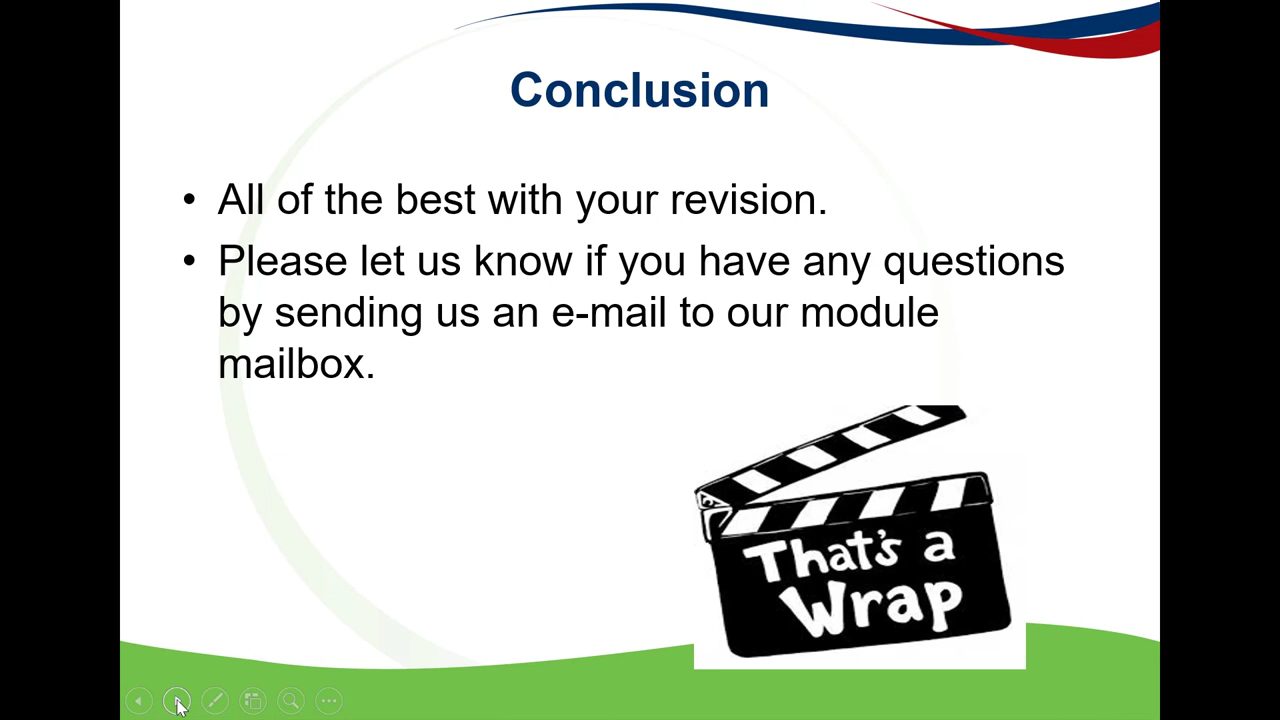 Conclusion
• All of the best with your revision.
• Please let us know if you have any questions
by sending us an e-mail to our module
mailbox.
That's a
Wrap